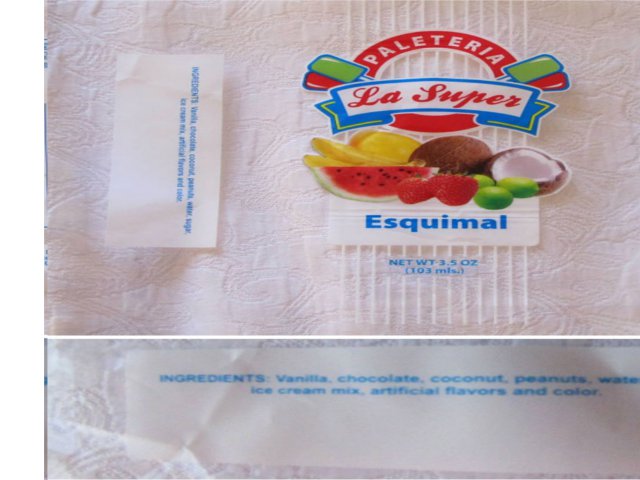 PALETERIA
La Super
Esquimal
NET WT 3.5 OZ
(103 mls.)
INGREDIENTS: Vanilla, chocolate, coconut, peanuts, water, sugar,
ice cream mix, artificial flavors and color.
INGREDIENTS: Vanilla, chocolate, coconut, peanuts, wate
ice cream mix, artificial flavors and color.